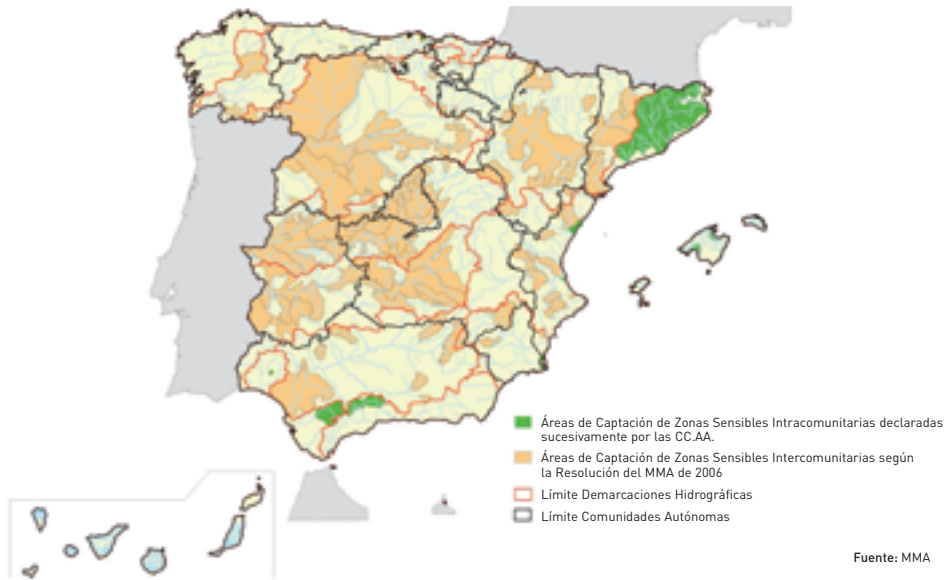 Áreas de Captación de Zonas Sensibles Intracomunitarias declaradas
sucesivamente por las CC.AA.
Áreas de Captación de Zonas Sensibles Intercomunitarias según
la Resolución del MMA de 2006
Límite Demarcaciones Hidrográficas
Límite Comunidades Autónomas
Fuente: MMA